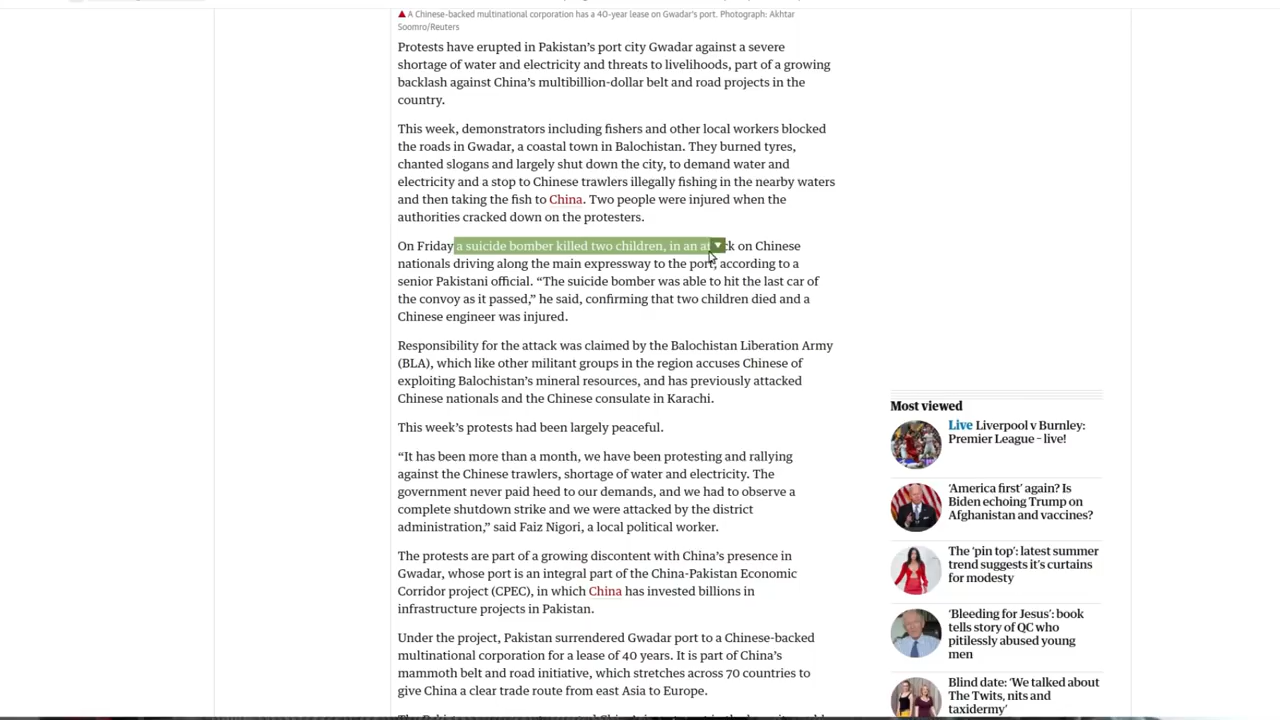 ▲ A Chinese-backed multinational corporation has a 40-year lease on Gwadar's port. Photograph: Akhtar
Soomro/Reuters
Protests have erupted in Pakistan’s port city Gwadar against a severe
shortage of water and electricity and threats to livelihoods, part of a growing
backlash against China’s multibillion-dollar belt and road projects in the
country.
This week, demonstrators including fishers and other local workers blocked
the roads in Gwadar, a coastal town in Balochistan. They burned tyres,
chanted slogans and largely shut down the city, to demand water and
electricity and a stop to Chinese trawlers illegally fishing in the nearby waters
and then taking the fish to China. Two people were injured when the
authorities cracked down on the protesters.
On Friday a suicide bomber killed two children, in an attack on Chinese
nationals driving along the main expressway to the port, according to a
senior Pakistani official. “The suicide bomber was able to hit the last car of
the convoy as it passed,” he said, confirming that two children died and a
Chinese engineer was injured.
Responsibility for the attack was claimed by the Balochistan Liberation Army
(BLA), which like other militant groups in the region accuses Chinese of
exploiting Balochistan’s mineral resources, and has previously attacked
Chinese nationals and the Chinese consulate in Karachi.
This week’s protests had been largely peaceful.
“It has been more than a month, we have been protesting and rallying
against the Chinese trawlers, shortage of water and electricity. The
government never paid heed to our demands, and we had to observe a
complete shutdown strike and we were attacked by the district
administration,” said Faiz Nigori, a local political worker.
The protests are part of a growing discontent with China’s presence in
Gwadar, whose port is an integral part of the China-Pakistan Economic
Corridor project (CPEC), in which China has invested billions in
infrastructure projects in Pakistan.
Under the project, Pakistan surrendered Gwadar port to a Chinese-backed
multinational corporation for a lease of 40 years. It is part of China’s
mammoth belt and road initiative, which stretches across 70 countries to
give China a clear trade route from east Asia to Europe.
Most viewed
Live Liverpool v Burnley:
Premier League – live!
‘America first’ again? Is
Biden echoing Trump on
Afghanistan and vaccines?
The ‘pin top’: latest summer
trend suggests it’s curtains
for modesty
‘Bleeding for Jesus’: book
tells story of QC who
pitilessly abused young
men
Blind date: ‘We talked about
The Twits, nits and
taxidermy’